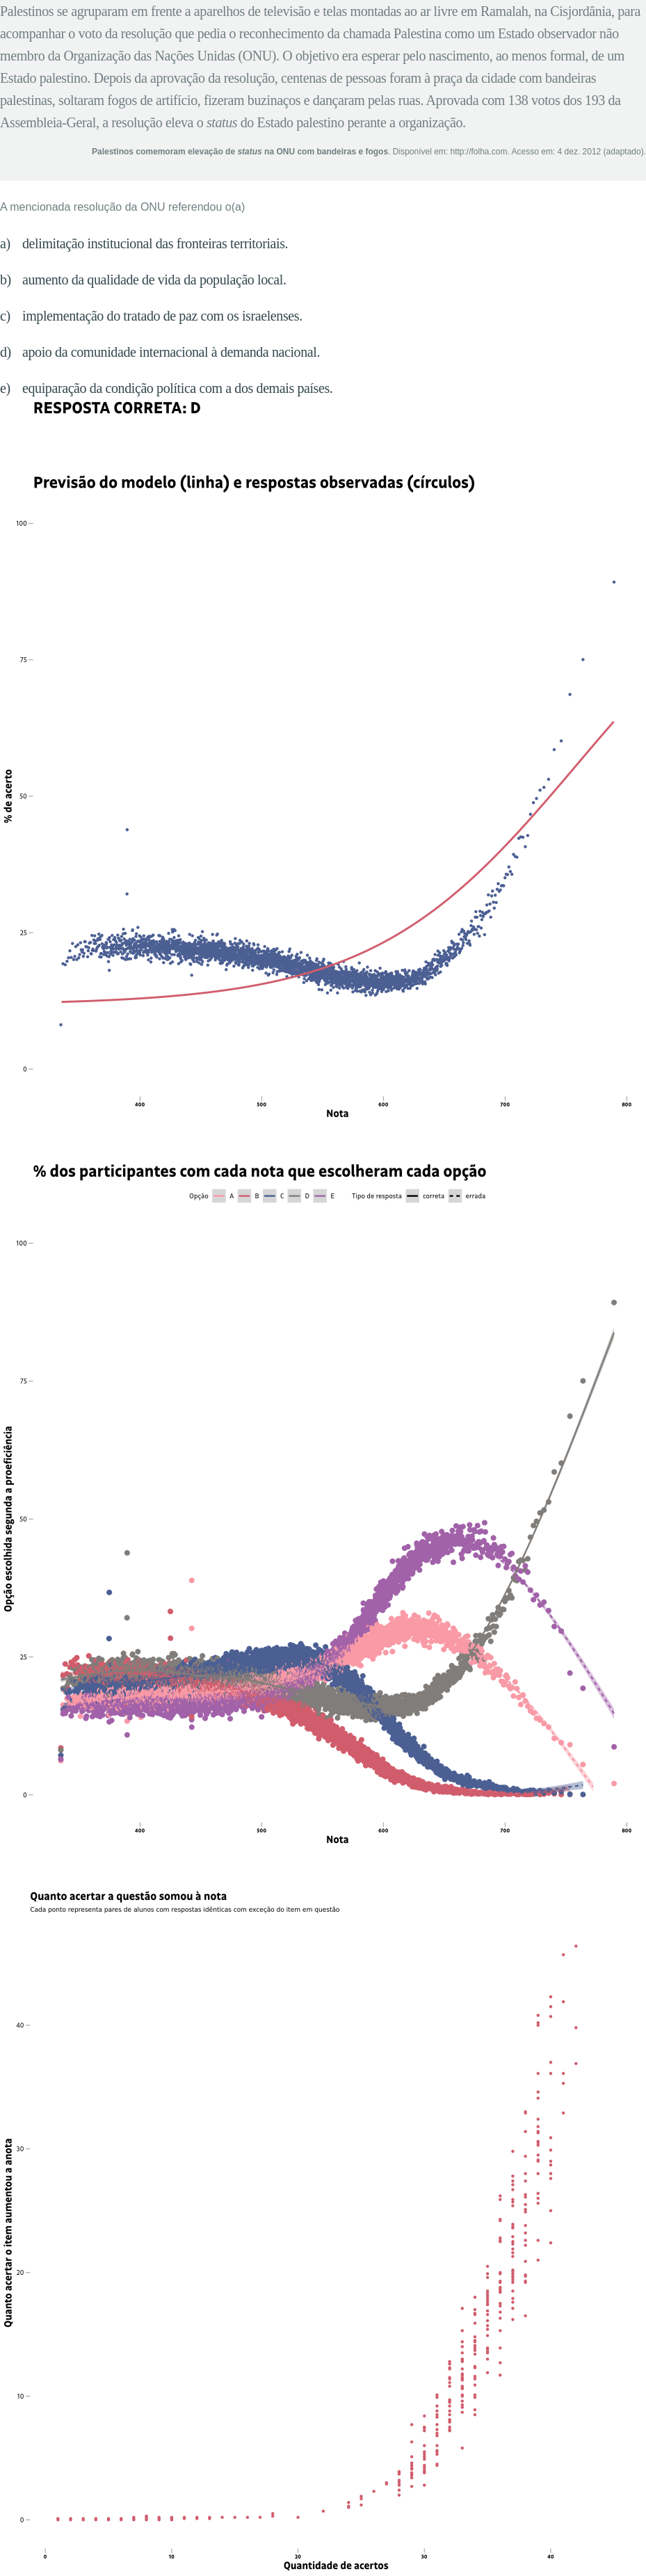 Palestinos se agruparam em frente a aparelhos de televisão e telas montadas ao ar livre em Ramalah, na Cisjordânia, para
acompanhar o voto da resolução que pedia o reconhecimento da chamada Palestina como um Estado observador não
membro da Organização das Nações Unidas (ONU). O objetivo era esperar pelo nascimento, ao menos formal, de um
Estado palestino. Depois da aprovação da resolução, centenas de pessoas foram à praça da cidade com bandeiras
palestinas, soltaram fogos de artifício, fizeram buzinaços e dançaram pelas ruas. Aprovada com 138 votos dos 193 da
Assembleia-Geral, a resolução eleva o status do Estado palestino perante a organização.
Palestinos comemoram elevação de status na ONU com bandeiras e fogos. Disponível em: http://folha.com. Acesso em: 4 dez. 2012 (adaptado).
A mencionada resolução da ONU referendou o(a)
a) delimitação institucional das fronteiras territoriais.
b) aumento da qualidade de vida da população local.
c) implementação do tratado de paz com os israelenses.
d) apoio da comunidade internacional à demanda nacional.
e) equiparação da condição política com a dos demais países.
RESPOSTA CORRETA: D
Previsão do modelo (linha) e respostas observadas (círculos)
100
75
50
25
0
% de acerto
400 500 600 700 800
Nota
% dos participantes com cada nota que escolheram cada opção
Opção A B C D E Tipo de resposta correta errada
100
75
50
25
0
Opção escolhida segunda a proeficiência
400 500 600 700 800
Nota
Quanto acertar a questão somou à nota
Cada ponto representa pares de alunos com respostas idênticas com exceção do item em questão
40
30
20
10
0
Quanto acertar o item aumentou a anota
0 10 20 30 40
Quantidade de acertos